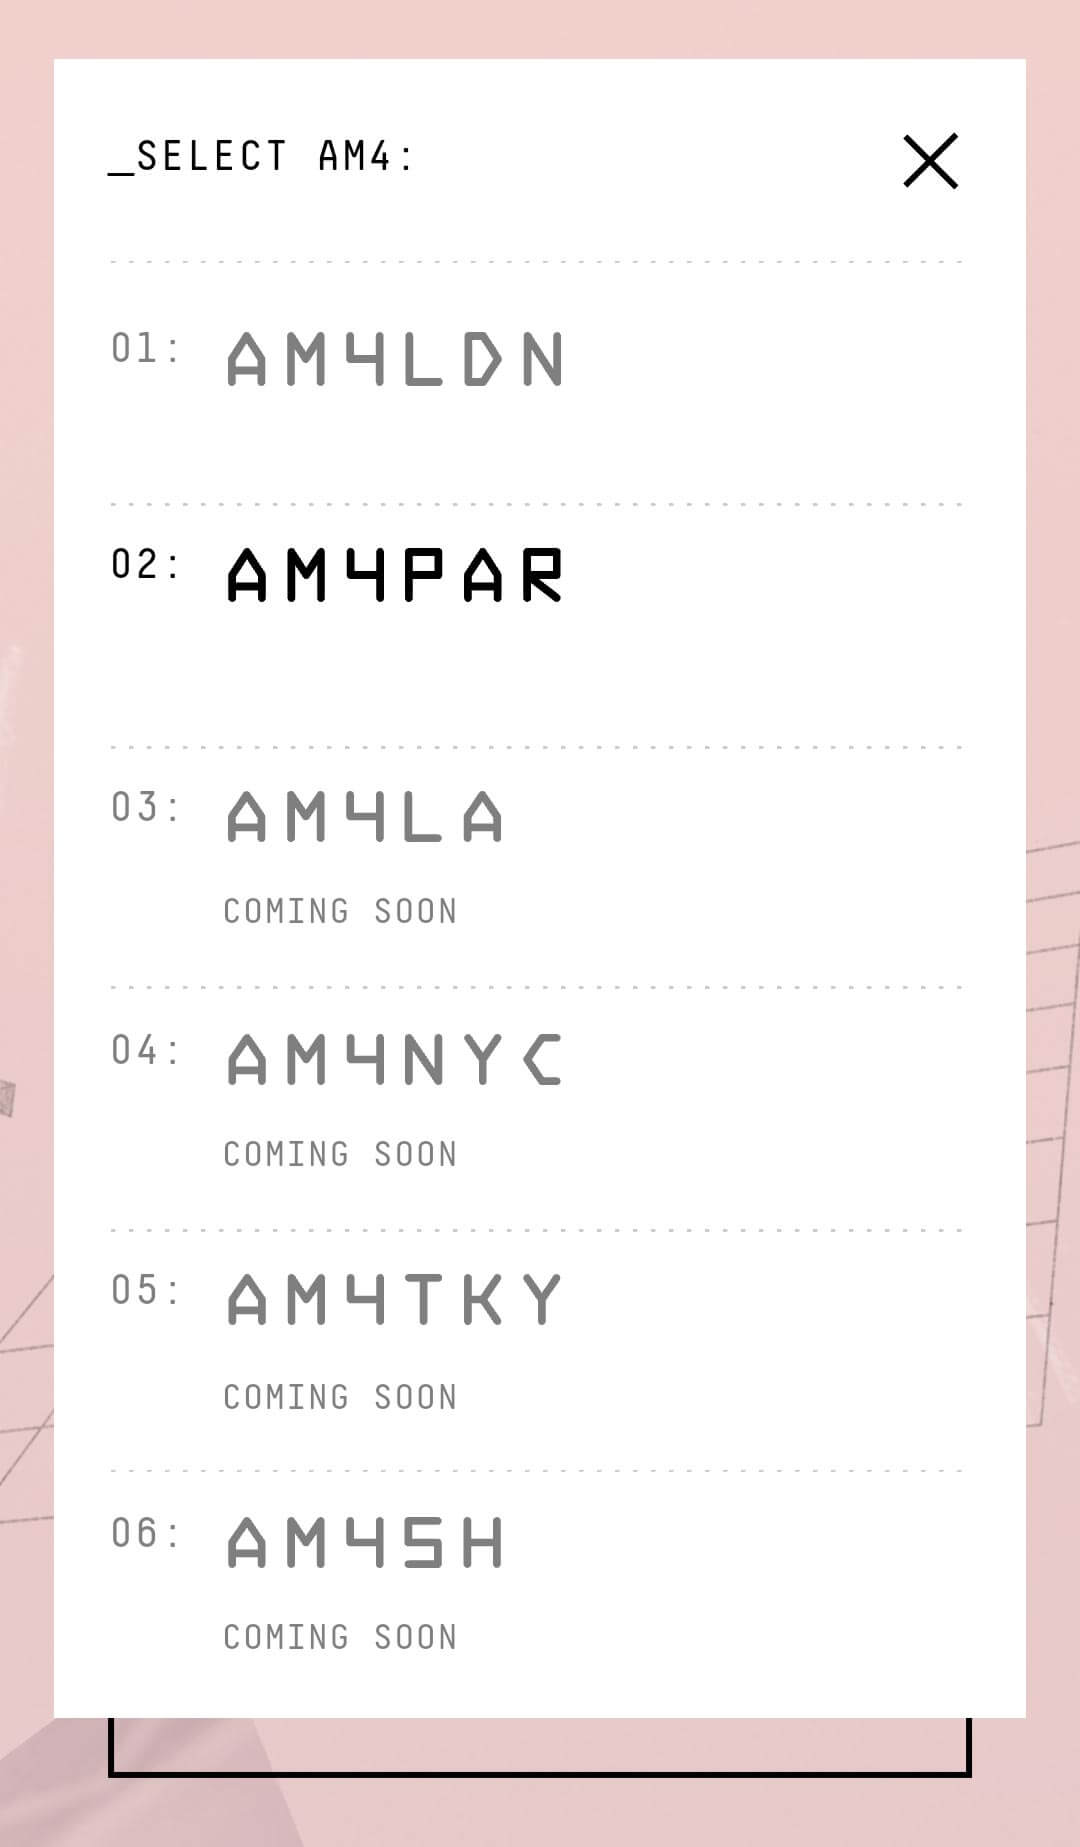 _SELECT AM4:
01: AM4LDN
02: AM4PAR
03: AM4LA
COMING SOON
04: AM4NYC
COMING SOON
05: AM4TKY
COMING SOON
06: AM4SH
COMING SOON